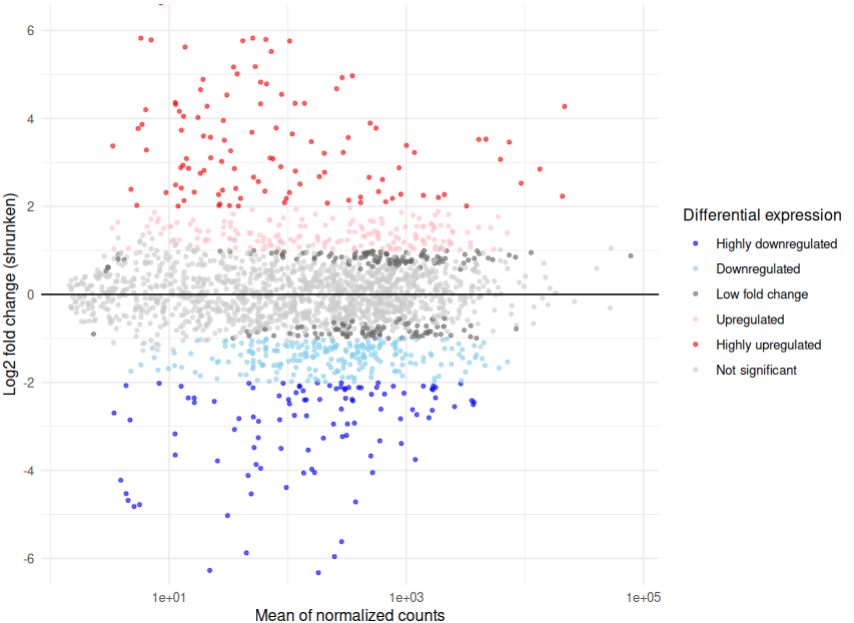 6
4
2
0
-2
-4
-6
Log2 fold change (shrunken)
1e+01
1e+03
1e+05
Mean of normalized counts
Differential expression
Highly downregulated
Downregulated
Low fold change
Upregulated
Highly upregulated
Not significant